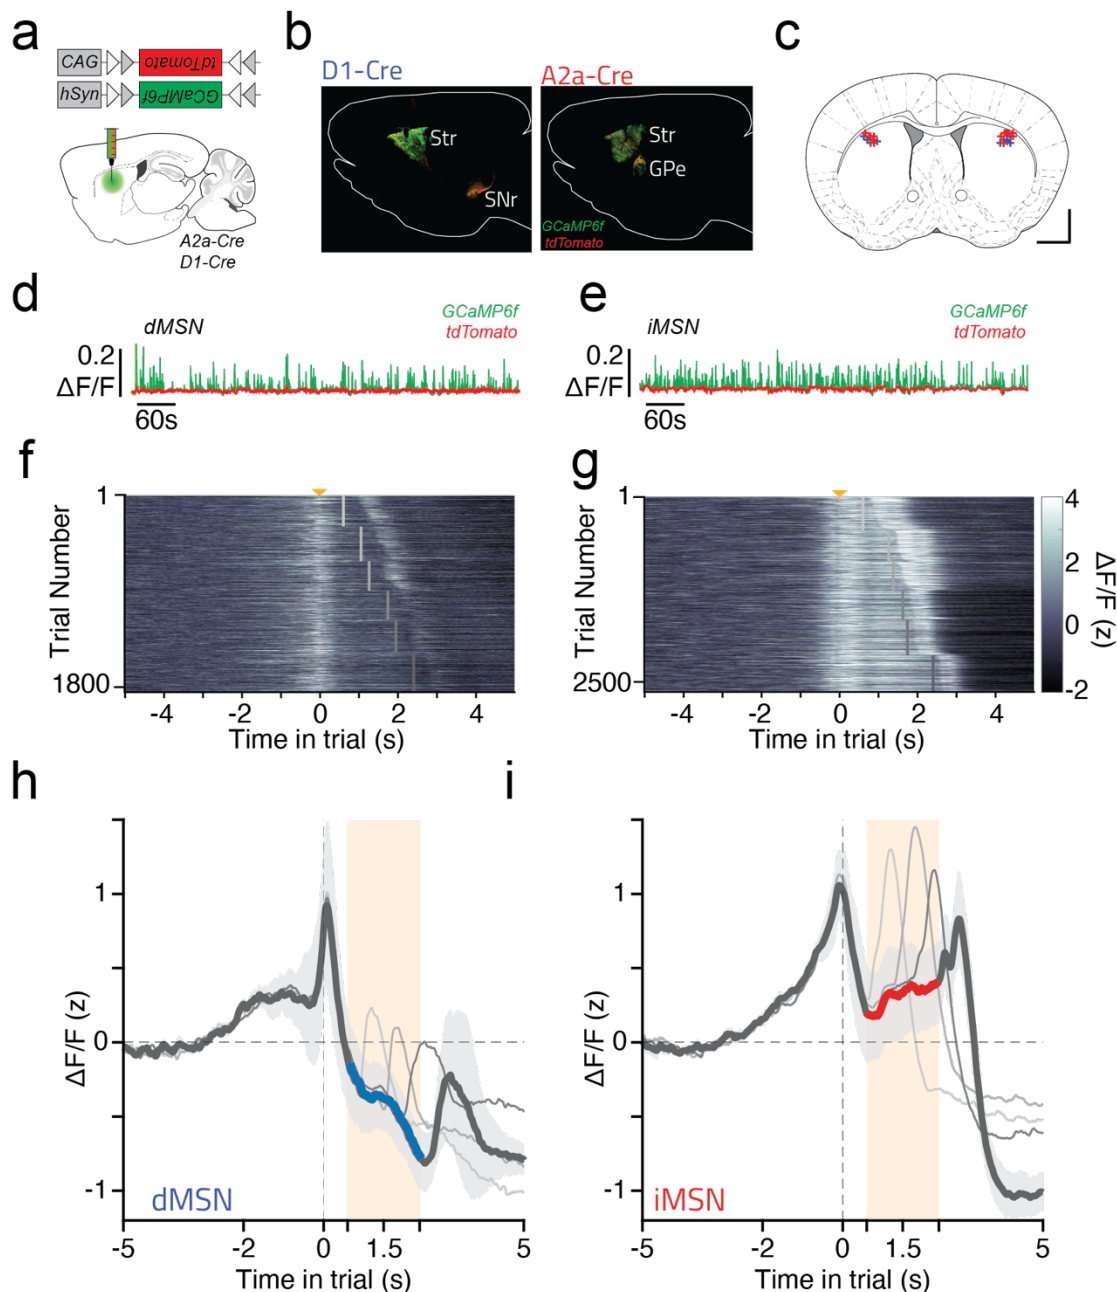 a
CAG
tdTomato
hSyn
GCaMP6f
A2a-Cre
D1-Cre
b
D1-Cre
A2a-Cre
Str
SNr
Str
GPe
GCaMP6f
tdTomato
c
d
dMSN
GCaMP6f
tdTomato
0.2
ΔF/F
60s
e
iMSN
GCaMP6f
tdTomato
0.2
ΔF/F
60s
f
Trial Number
1
1800
-4 -2 0 2 4
Time in trial (s)
g
Trial Number
1
2500
-4 -2 0 2 4
Time in trial (s)
4
2
0
-2
ΔF/F (z)
h
ΔF/F (z)
1
0
-1
dMSN
-5 -2 0 1.5 5
Time in trial (s)
i
ΔF/F (z)
1
0
-1
iMSN
-5 -2 0 1.5 5
Time in trial (s)